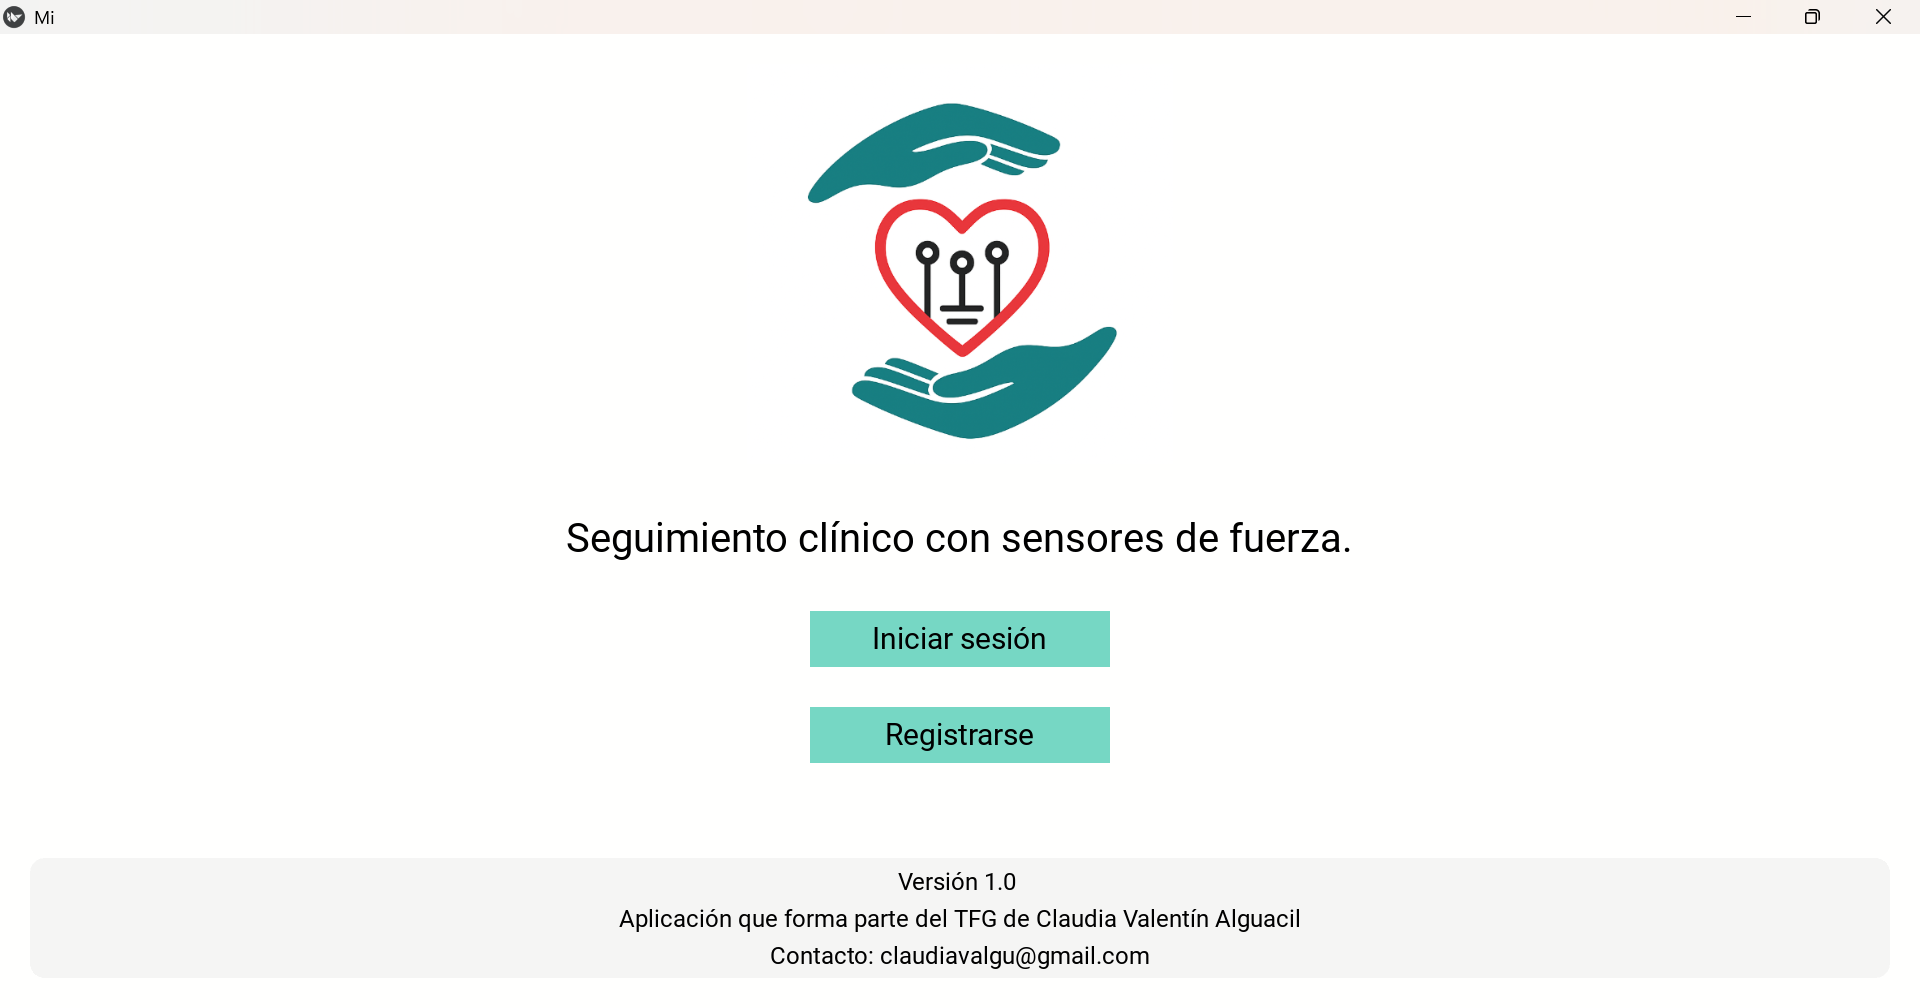 Mi
Seguimiento clínico con sensores de fuerza.
Iniciar sesión
Registrarse
Versión 1.0
Aplicación que forma parte del TFG de Claudia Valentín Alguacil
Contacto: claudiavalgu@gmail.com